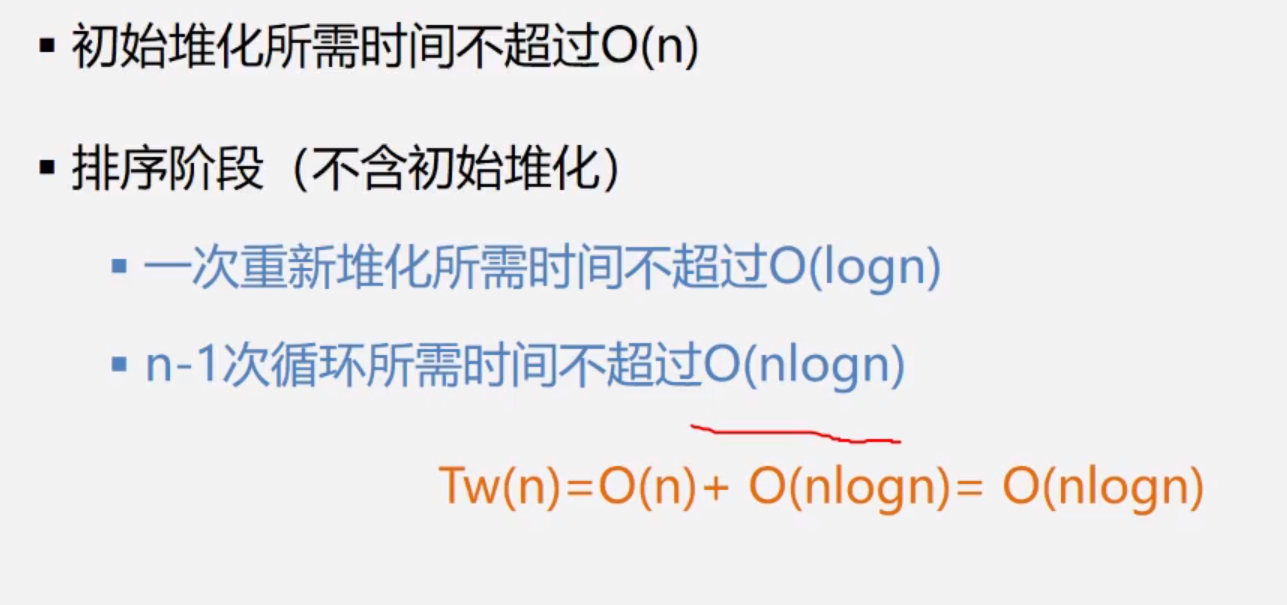 ▪ 初始堆化所需时间不超过O(n)
▪ 排序阶段（不含初始堆化）
▪ 一次重新堆化所需时间不超过O(logn)
▪ n-1次循环所需时间不超过O(nlogn)
Tw(n)=O(n)+ O(nlogn)= O(nlogn)